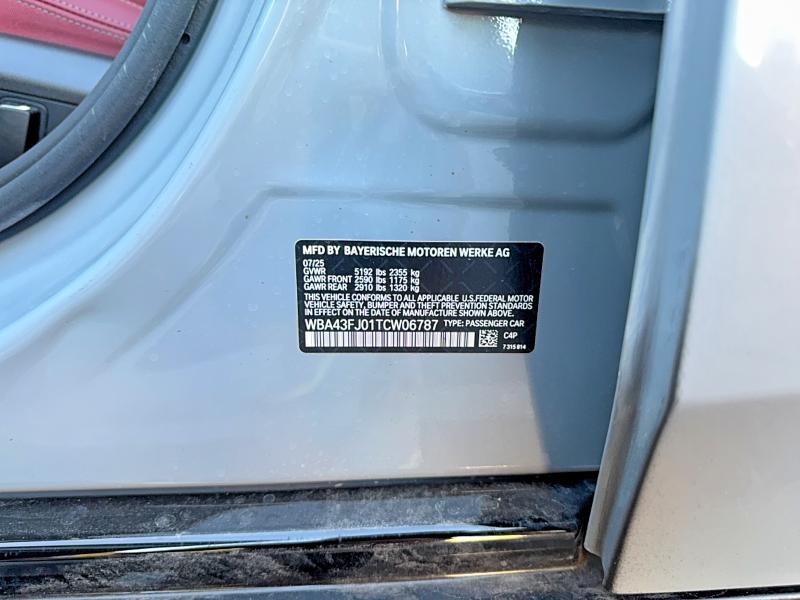 MFD BY BAYERISCHE MOTOREN WERKE AG
07/25
GVWR 5192 lbs 2355 kg
GAWR FRONT 2590 lbs 1175 kg
GAWR REAR 2910 lbs 1320 kg
THIS VEHICLE CONFORMS TO ALL APPLICABLE U.S.FEDERAL MOTOR
VEHICLE SAFETY, BUMPER AND THEFT PREVENTION STANDARDS
IN EFFECT ON THE DATE OF MANUFACTURE SHOWN ABOVE.
WBA43FJ01TCW06787 TYPE: PASSENGER CAR
C4P
7 315 814